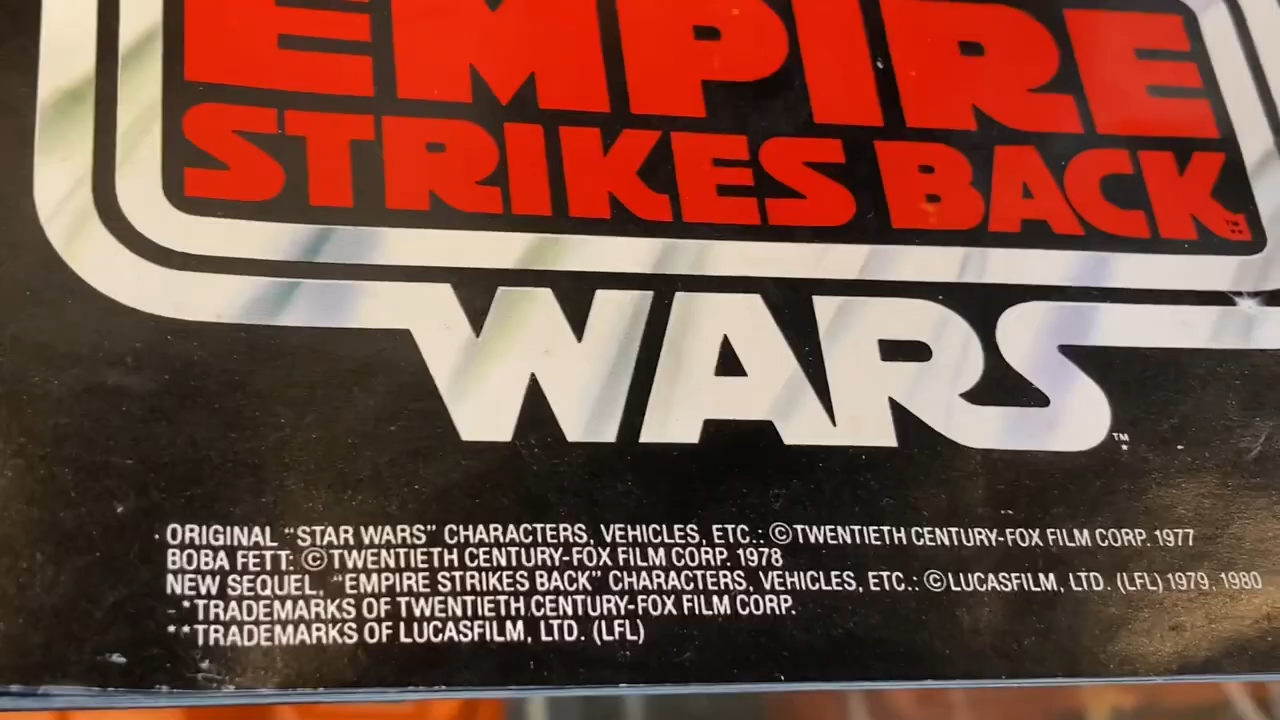 EMPIRE
STRIKES BACK™**
WARS™*
ORIGINAL “STAR WARS” CHARACTERS, VEHICLES, ETC.: ©TWENTIETH CENTURY-FOX FILM CORP. 1977
BOBA FETT: ©TWENTIETH CENTURY-FOX FILM CORP. 1978
NEW SEQUEL, “EMPIRE STRIKES BACK” CHARACTERS, VEHICLES, ETC.: ©LUCASFILM, LTD. (LFL) 1979, 1980
*TRADEMARKS OF TWENTIETH CENTURY-FOX FILM CORP.
**TRADEMARKS OF LUCASFILM, LTD. (LFL)